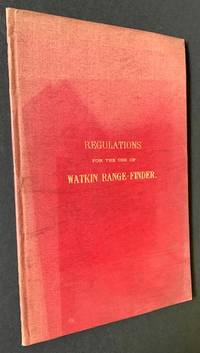 REGULATIONS
FOR THE USE OF
WATKIN RANGE-FINDER.